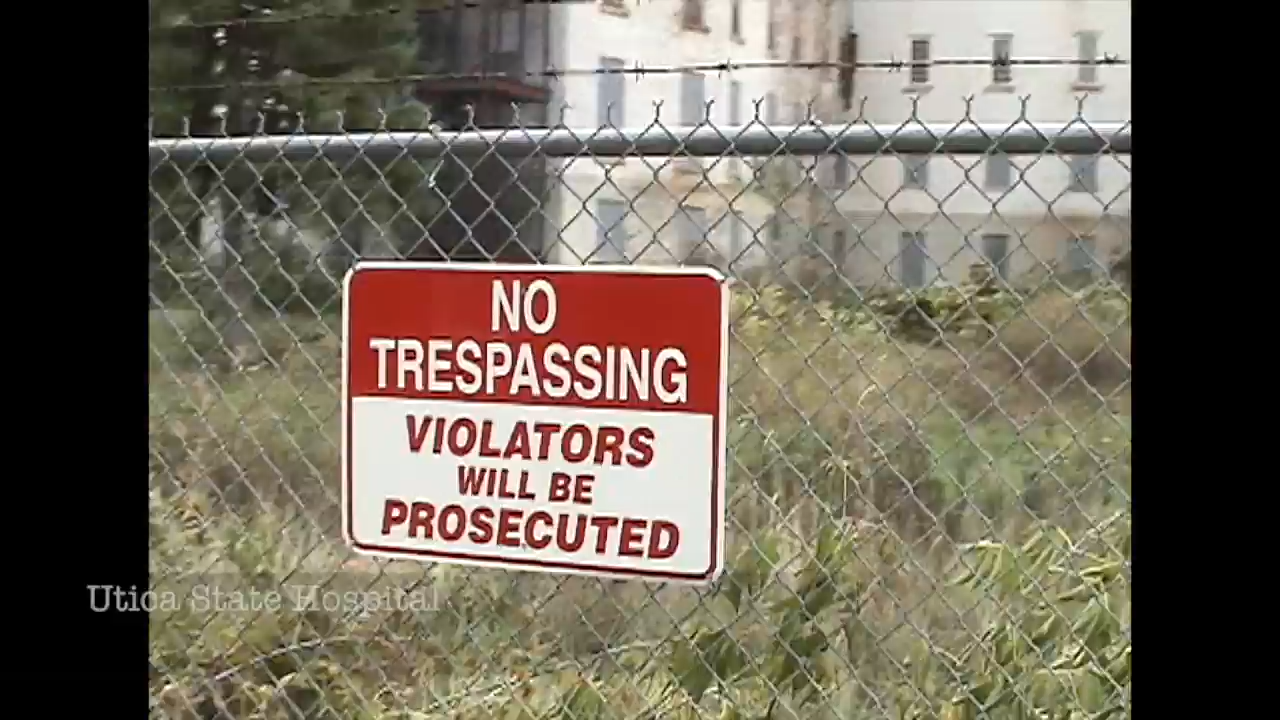 NO
TRESPASSING
VIOLATORS
WILL BE
PROSECUTED
Utica State Hospital